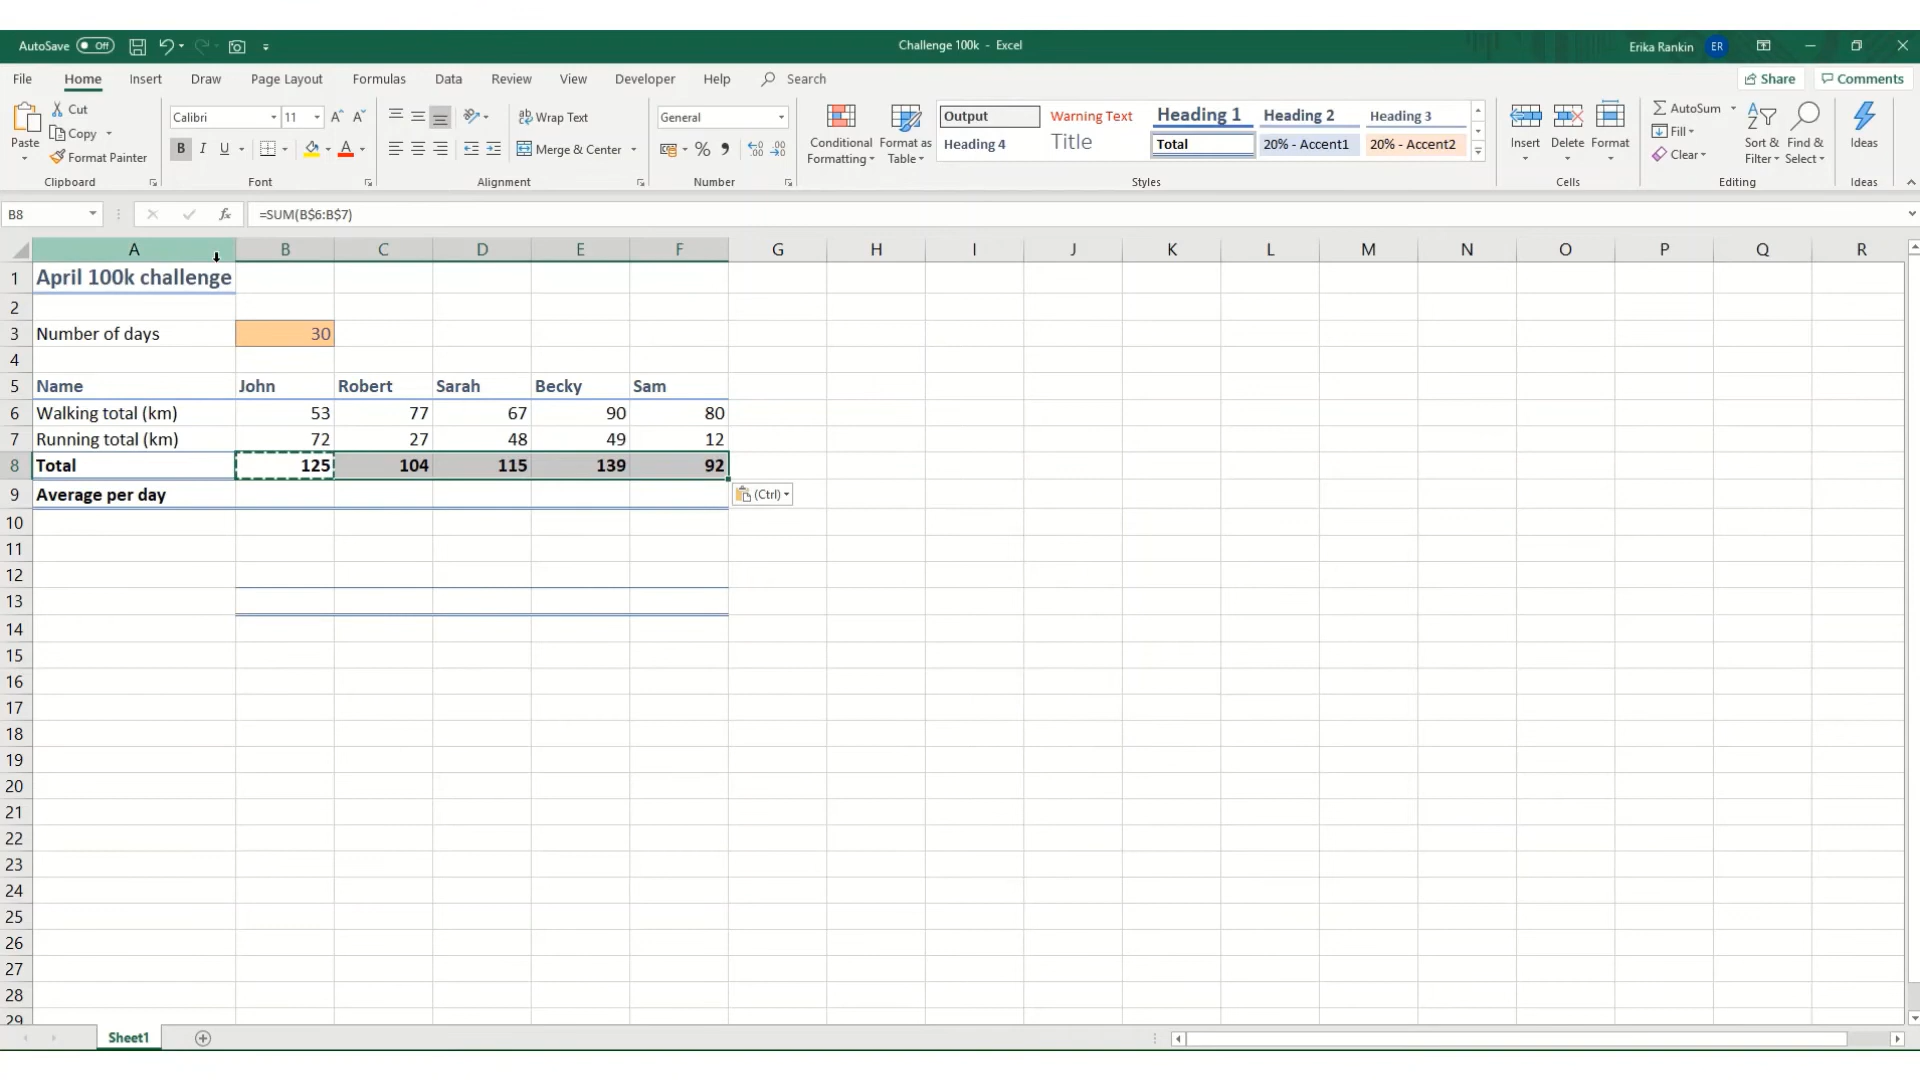 AutoSave Off Challenge 100k - Excel Erika Rankin ER
File Home Insert Draw Page Layout Formulas Data Review View Developer Help Search Share Comments
Paste Cut Copy Format Painter Clipboard
Calibri 11 A A B I U A Font
ab Wrap Text Merge & Center Alignment
General % , Number
Conditional Formatting Format as Table
Output Warning Text Heading 1 Heading 2 Heading 3
Heading 4 Title Total 20% - Accent1 20% - Accent2
Styles
Insert Delete Format Cells
AutoSum Fill Clear Sort & Filter Find & Select Editing
Ideas Ideas
B8 fx =SUM(B$6:B$7)
A B C D E F G H I J K L M N O P Q R
1 April 100k challenge
2
3 Number of days 30
4
5 Name John Robert Sarah Becky Sam
6 Walking total (km) 53 77 67 90 80
7 Running total (km) 72 27 48 49 12
8 Total 125 104 115 139 92
9 Average per day (Ctrl)
10
11
12
13
14
15
16
17
18
19
20
21
22
23
24
25
26
27
28
29
Sheet1